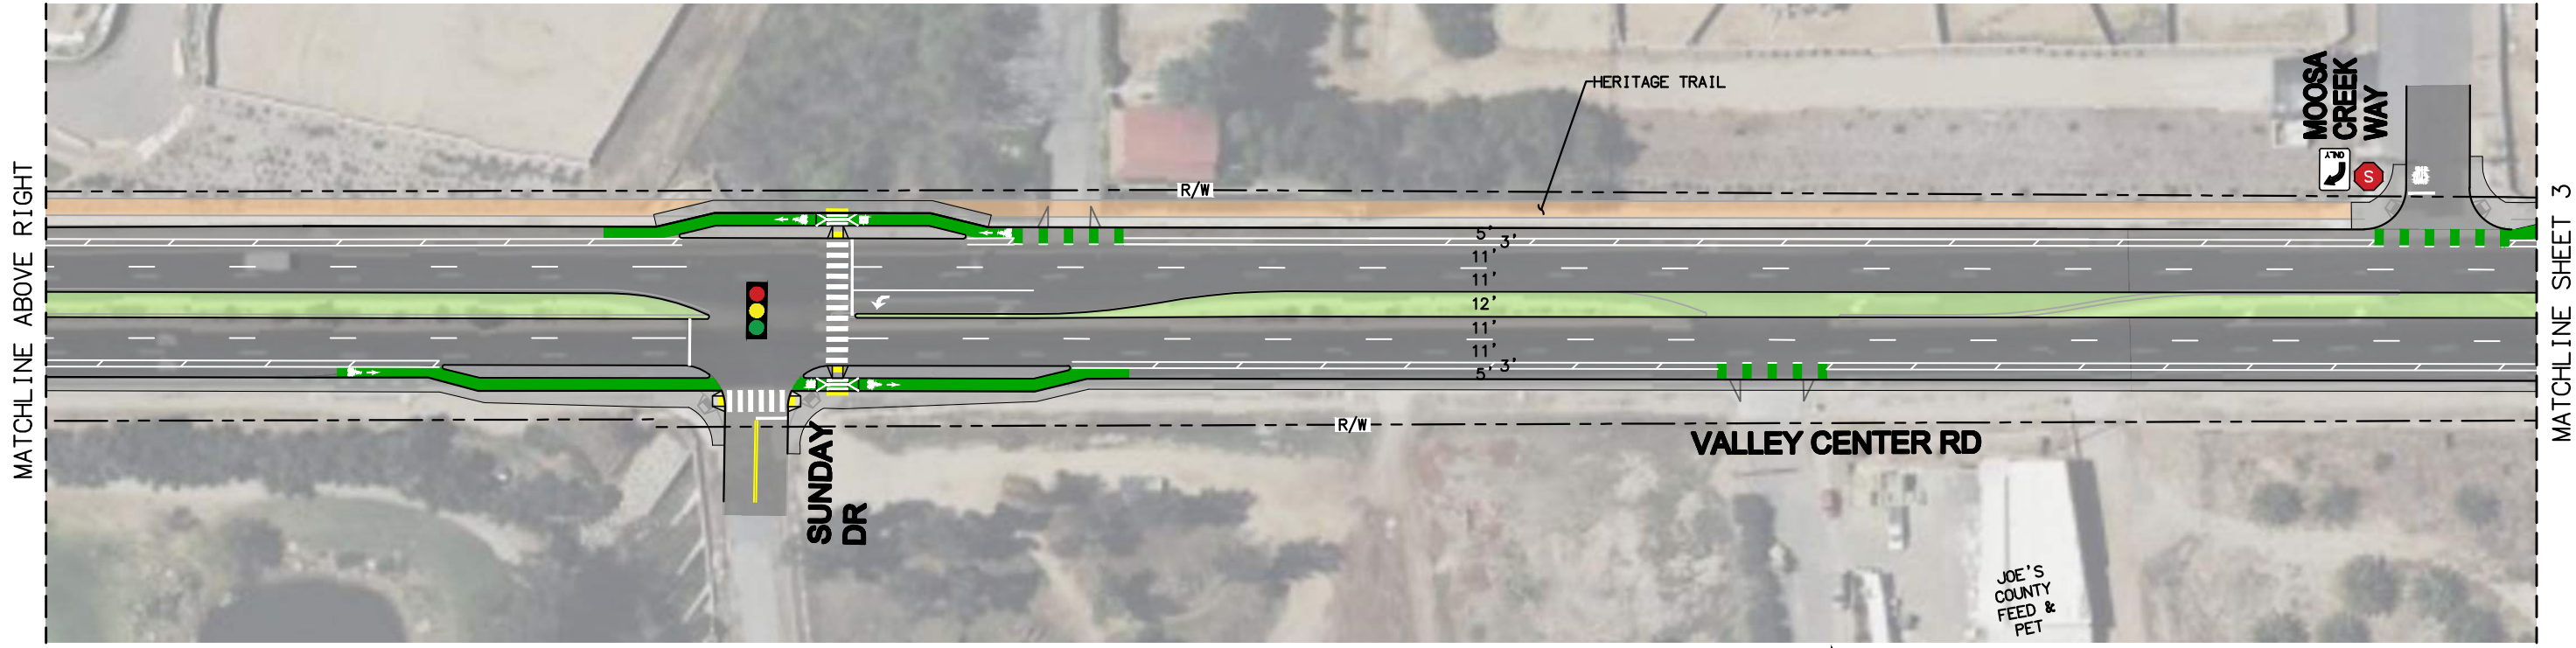 MATCHLINE ABOVE RIGHT
HERITAGE TRAIL
MOOSA
CREEK
WAY
ONLY
S
R/W
5'
3'
11'
11'
12'
11'
11'
3'
5'
R/W
VALLEY CENTER RD
SUNDAY
DR
JOE'S
COUNTY
FEED &
PET
MATCHLINE SHEET 3